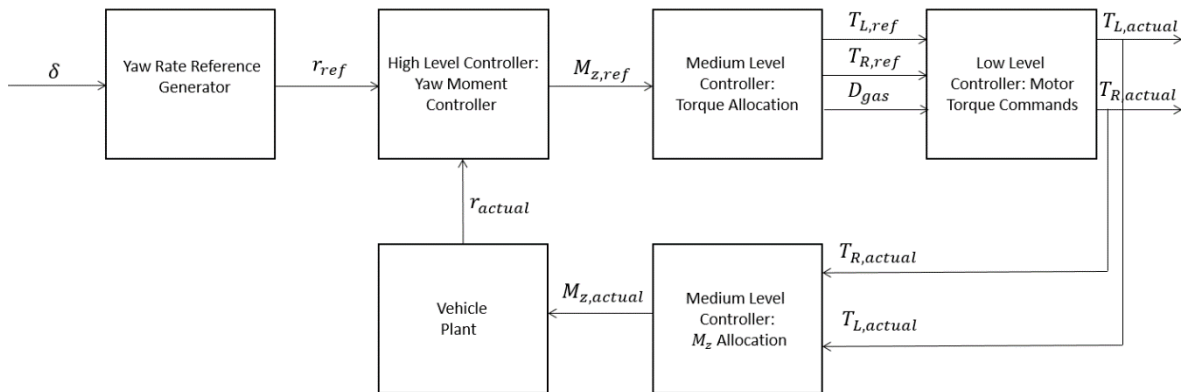 δ
Yaw Rate Reference
Generator
r_ref
High Level Controller:
Yaw Moment
Controller
M_z,ref
Medium Level
Controller:
Torque Allocation
T_L,ref
T_R,ref
D_gas
Low Level
Controller: Motor
Torque Commands
T_L,actual
T_R,actual
r_actual
Vehicle
Plant
M_z,actual
Medium Level
Controller:
M_z Allocation
T_R,actual
T_L,actual